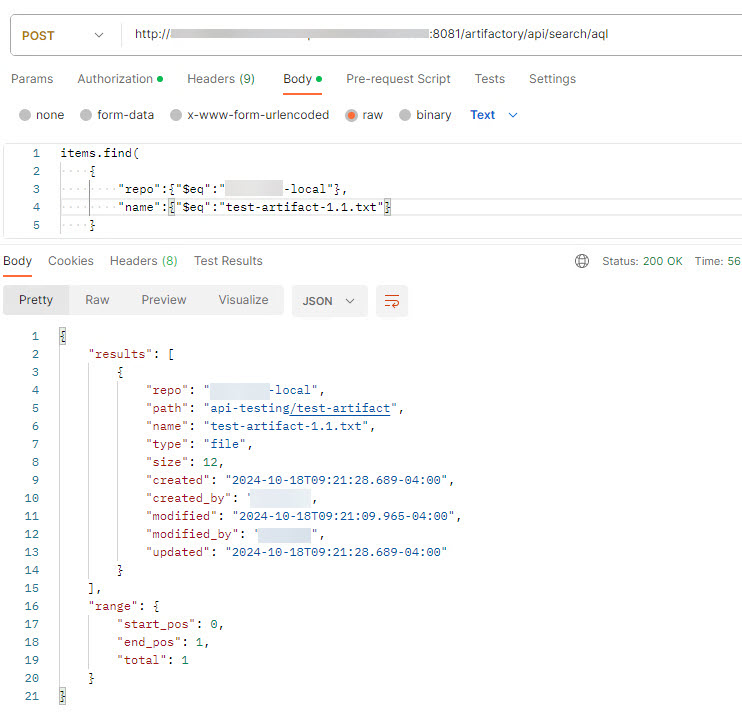 POST http:// :8081/artifactory/api/search/aql
Params Authorization Headers (9) Body Pre-request Script Tests Settings
none form-data x-www-form-urlencoded raw binary Text
1 items.find(
2 {
3 "repo":{"$eq":" -local"},
4 "name":{"$eq":"test-artifact-1.1.txt"}
5 }
Body Cookies Headers (8) Test Results Status: 200 OK Time: 56
Pretty Raw Preview Visualize JSON
1 {
2 "results": [
3 {
4 "repo": " -local",
5 "path": "api-testing/test-artifact",
6 "name": "test-artifact-1.1.txt",
7 "type": "file",
8 "size": 12,
9 "created": "2024-10-18T09:21:28.689-04:00",
10 "created_by": " ,
11 "modified": "2024-10-18T09:21:09.965-04:00",
12 "modified_by": " ",
13 "updated": "2024-10-18T09:21:28.689-04:00"
14 }
15 ],
16 "range": {
17 "start_pos": 0,
18 "end_pos": 1,
19 "total": 1
20 }
21 }